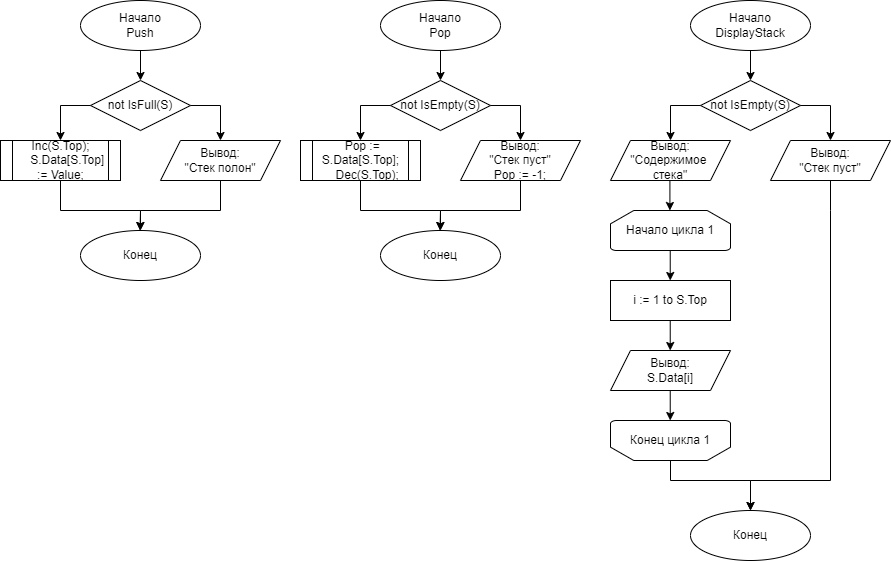 Начало
Push
not IsFull(S)
Inc(S.Top);
S.Data[S.Top]
:= Value;
Вывод:
"Стек полон"
Конец
Начало
Pop
not IsEmpty(S)
Pop :=
S.Data[S.Top];
Dec(S.Top);
Вывод:
"Стек пуст"
Pop := -1;
Конец
Начало
DisplayStack
not IsEmpty(S)
Вывод:
"Содержимое
стека"
Вывод:
"Стек пуст"
Начало цикла 1
i := 1 to S.Top
Вывод:
S.Data[i]
Конец цикла 1
Конец